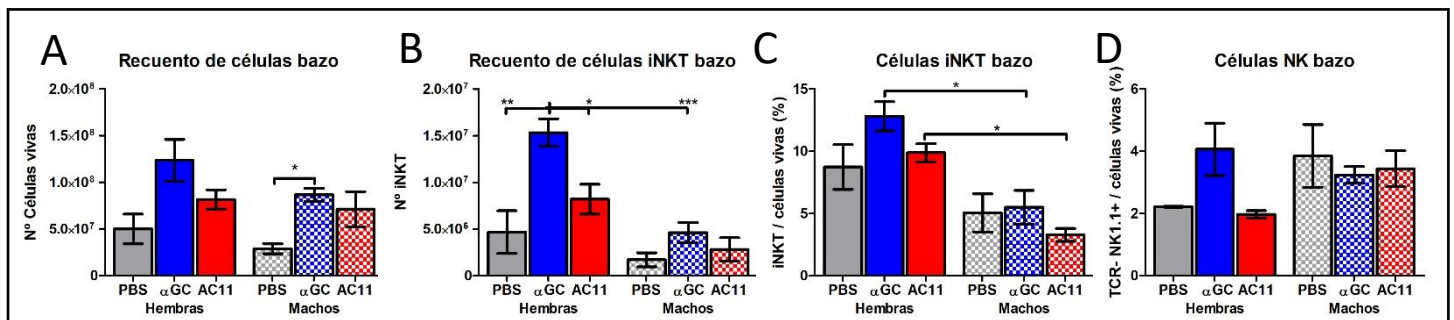 A
Recuento de células bazo
Nº Células vivas
2.0×10⁸
1.5×10⁸
1.0×10⁸
5.0×10⁷
0
*
PBS αGC AC11 PBS αGC AC11
Hembras Machos
B
Recuento de células iNKT bazo
Nº iNKT
2.0×10⁷
1.5×10⁷
1.0×10⁷
5.0×10⁶
0
** * ***
PBS αGC AC11 PBS αGC AC11
Hembras Machos
C
Células iNKT bazo
iNKT / células vivas (%)
15
10
5
0
*
*
PBS αGC AC11 PBS αGC AC11
Hembras Machos
D
Células NK bazo
TCR- NK1.1+ / células vivas (%)
6
4
2
0
PBS αGC AC11 PBS αGC AC11
Hembras Machos